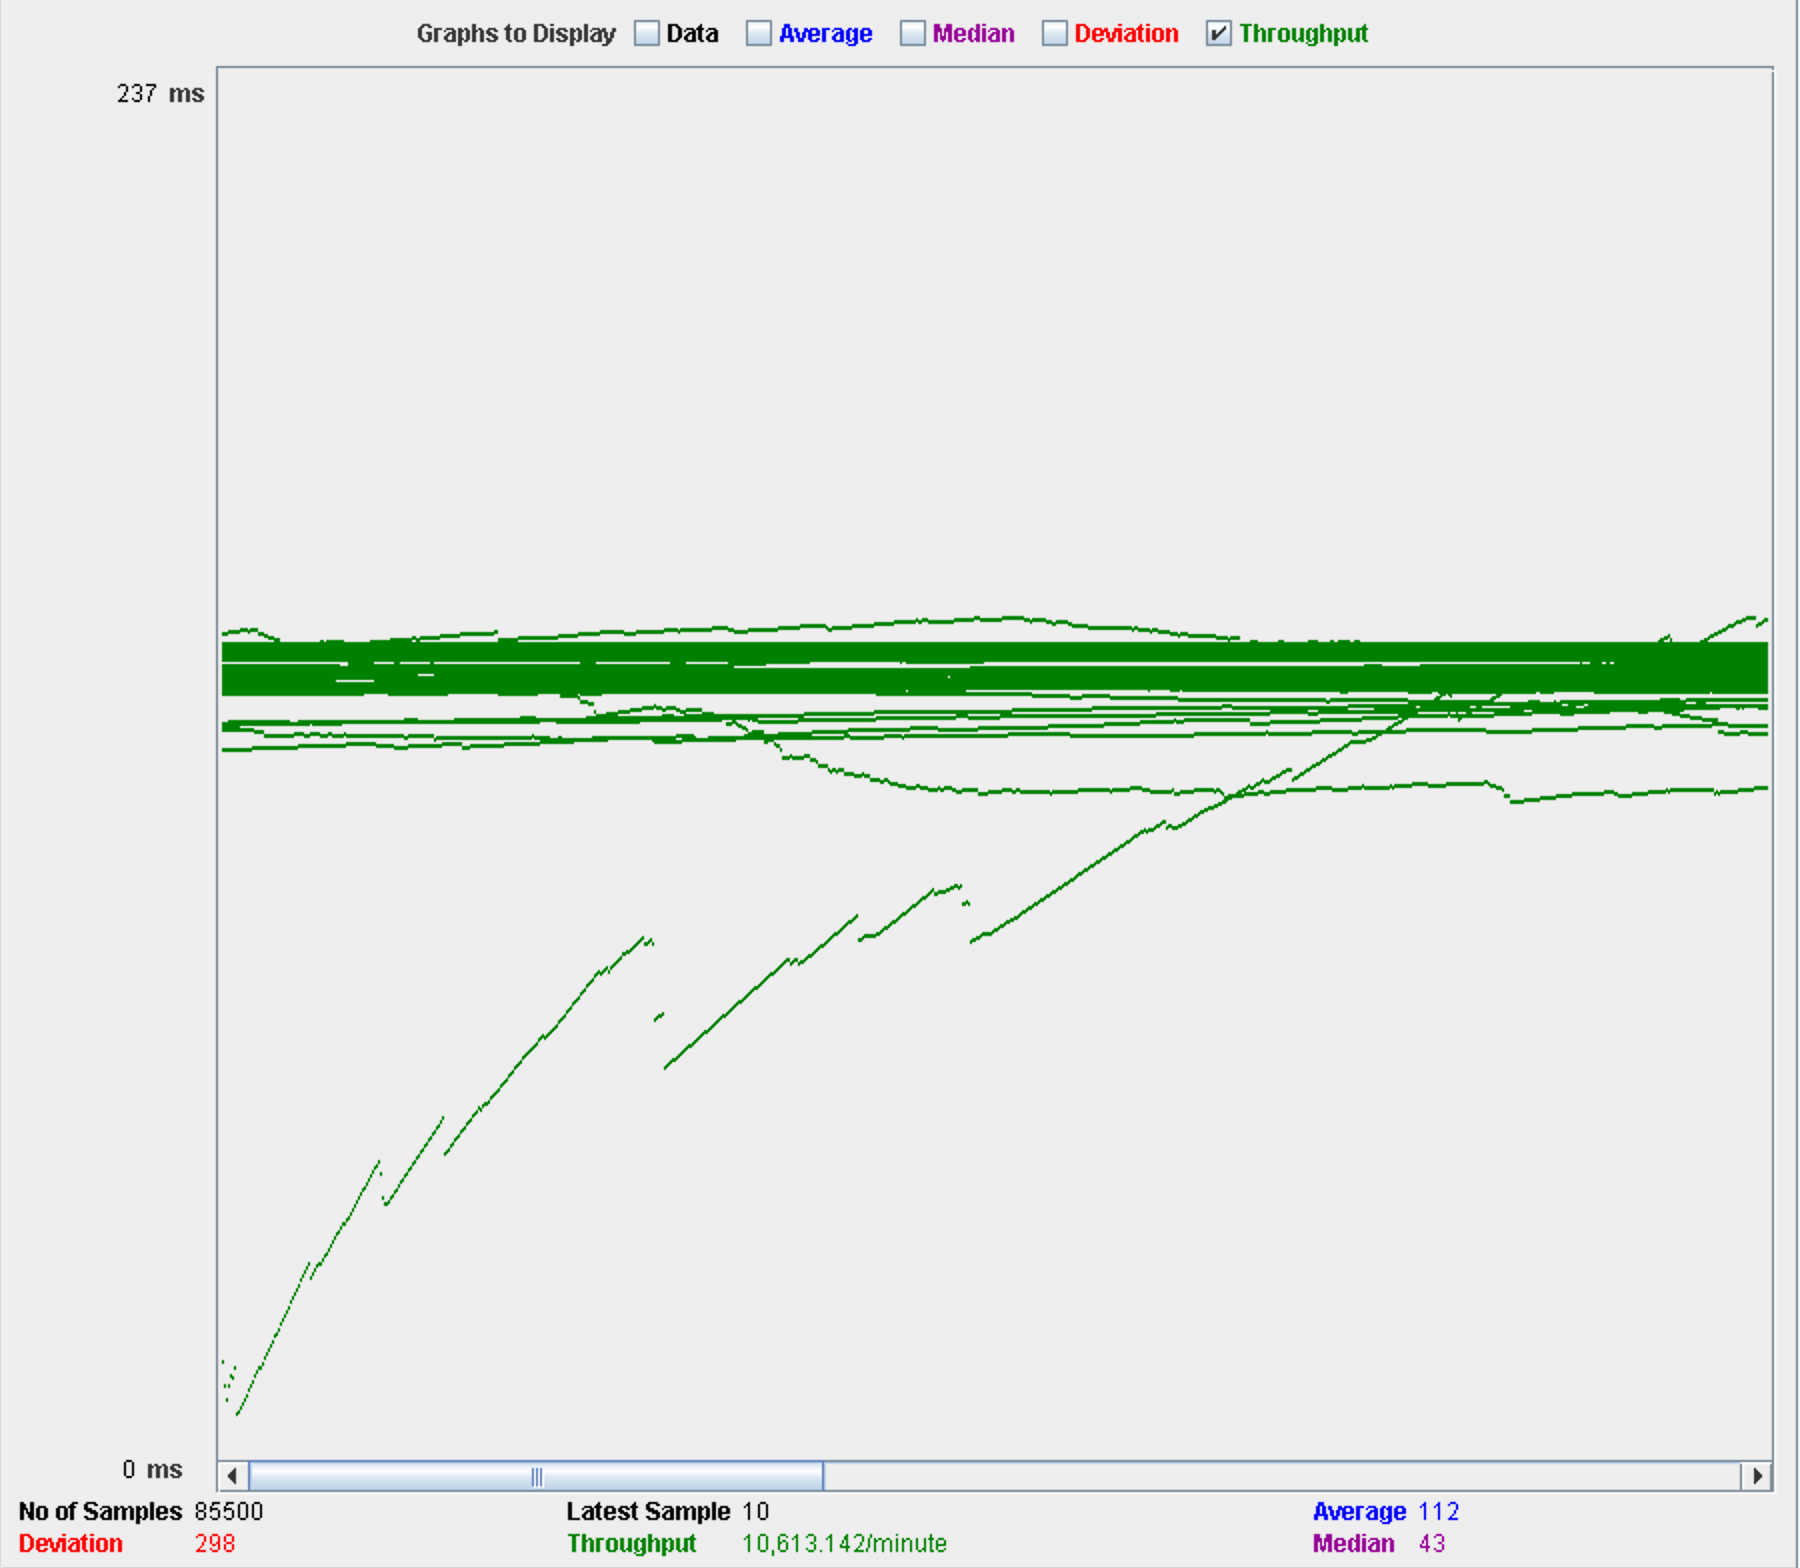 Graphs to Display Data Average Median Deviation Throughput
237 ms
0 ms
No of Samples 85500 Latest Sample 10 Average 112
Deviation 298 Throughput 10,613.142/minute Median 43